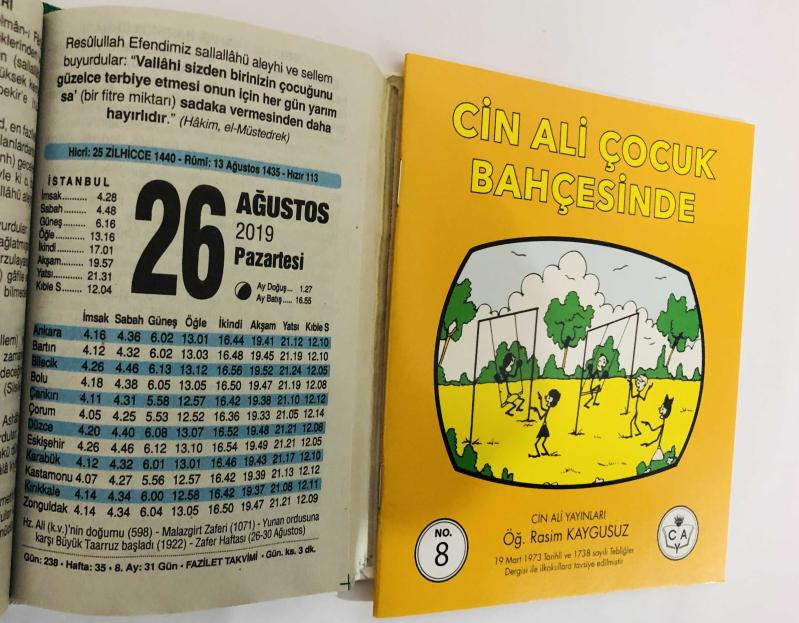 Resûlullah Efendimiz sallallâhü aleyhi ve sellem
buyurdular: “Vallâhi sizden birinizin çocuğunu
güzelce terbiye etmesi onun için her gün yarım
sa’ (bir fitre miktarı) sadaka vermesinden daha
hayırlıdır.” (Hâkim, el-Müstedrek)
Hicrî: 25 ZİLHİCCE 1440 - Rûmî: 13 Ağustos 1435 - Hızır 113
İSTANBUL
İmsak.......... 4.28
Sabah.......... 4.48
Güneş.......... 6.16
Öğle............ 13.16
İkindi.......... 17.01
Akşam.......... 19.57
Yatsı............ 21.31
Kıble S........ 12.04
26
AĞUSTOS
2019
Pazartesi
Ay Doğuş... 1.27
Ay Batış..... 16.55
İmsak Sabah Güneş Öğle İkindi Akşam Yatsı Kıble S
Ankara 4.16 4.36 6.02 13.01 16.44 19.41 21.12 12.10
Bartın 4.12 4.32 6.02 13.03 16.48 19.45 21.19 12.10
Bilecik 4.26 4.46 6.13 13.12 16.56 19.52 21.24 12.05
Bolu 4.18 4.38 6.05 13.05 16.50 19.47 21.19 12.08
Çankırı 4.11 4.31 5.58 12.57 16.42 19.38 21.10 12.12
Çorum 4.05 4.25 5.53 12.52 16.36 19.33 21.05 12.14
Düzce 4.20 4.40 6.08 13.07 16.52 19.48 21.21 12.08
Eskişehir 4.26 4.46 6.12 13.10 16.54 19.49 21.21 12.05
Karabük 4.12 4.32 6.01 13.01 16.46 19.43 21.17 12.10
Kastamonu 4.07 4.27 5.56 12.57 16.42 19.39 21.13 12.12
Kırıkkale 4.14 4.34 6.00 12.58 16.42 19.37 21.08 12.11
Zonguldak 4.14 4.34 6.04 13.05 16.50 19.47 21.21 12.09
Hz. Ali (k.v.)'nin doğumu (598) - Malazgirt Zaferi (1071) - Yunan ordusuna
karşı Büyük Taarruz başladı (1922) - Zafer Haftası (26-30 Ağustos)
Gün: 238 • Hafta: 35 • 8. Ay: 31 Gün • FAZİLET TAKVİMİ • Gün. ks. 3 dk.
CİN ALİ ÇOCUK
BAHÇESİNDE
CİN ALİ YAYINLARI
Öğ. Rasim KAYGUSUZ
19 Mart 1973 Tarihli ve 1738 sayılı Tebliğler
Dergisi ile ilkokullara tavsiye edilmiştir
NO.
8
C A
Y